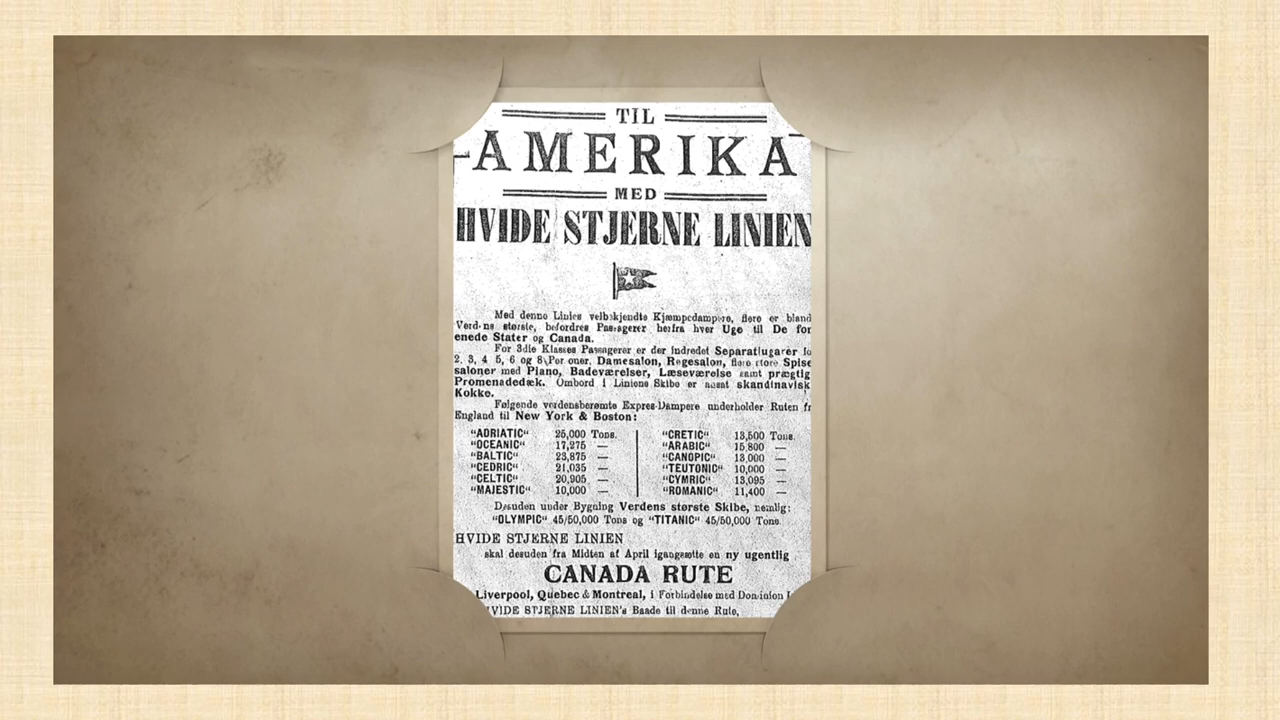 TIL
AMERIKA
MED
HVIDE STJERNE LINIEN
Med denne Linies velbekjendte Kjæmpedampere, flere er bland
Verdens største, befordres Passagerer herfra hver Uge til De for
enede Stater og Canada.
For 3die Klasses Passagerer er der indredet Separatlugarer fo
2, 3, 4 5, 6 og 8 Personer, Damesalon, Røgesalon, flere store Spise
saloner med Piano, Badeværelser, Læseværelse samt prægtig
Promenadedæk. Ombord i Liniens Skibe er ansat skandinavisk
Kokke.
Følgende verdensberømte Expres-Dampere underholder Ruten fr
England til New York & Boston:
"ADRIATIC" 25,000 Tons. "CRETIC" 13,500 Tons.
"OCEANIC" 17,275 — "ARABIC" 15,800 —
"BALTIC" 23,875 — "CANOPIC" 13,000 —
"CEDRIC" 21,035 — "TEUTONIC" 10,000 —
"CELTIC" 20,905 — "CYMRIC" 13,095 —
"MAJESTIC" 10,000 — "ROMANIC" 11,400 —
Desuden under Bygning Verdens største Skibe, nemlig:
"OLYMPIC" 45/50,000 Tons og "TITANIC" 45/50,000 Tons.
HVIDE STJERNE LINIEN
skal desuden fra Midten af April igangsætte en ny ugentlig
CANADA RUTE
Liverpool, Quebec & Montreal, i Forbindelse med Dominion L
VIDE STJERNE LINIEN's Baade til denne Rute,